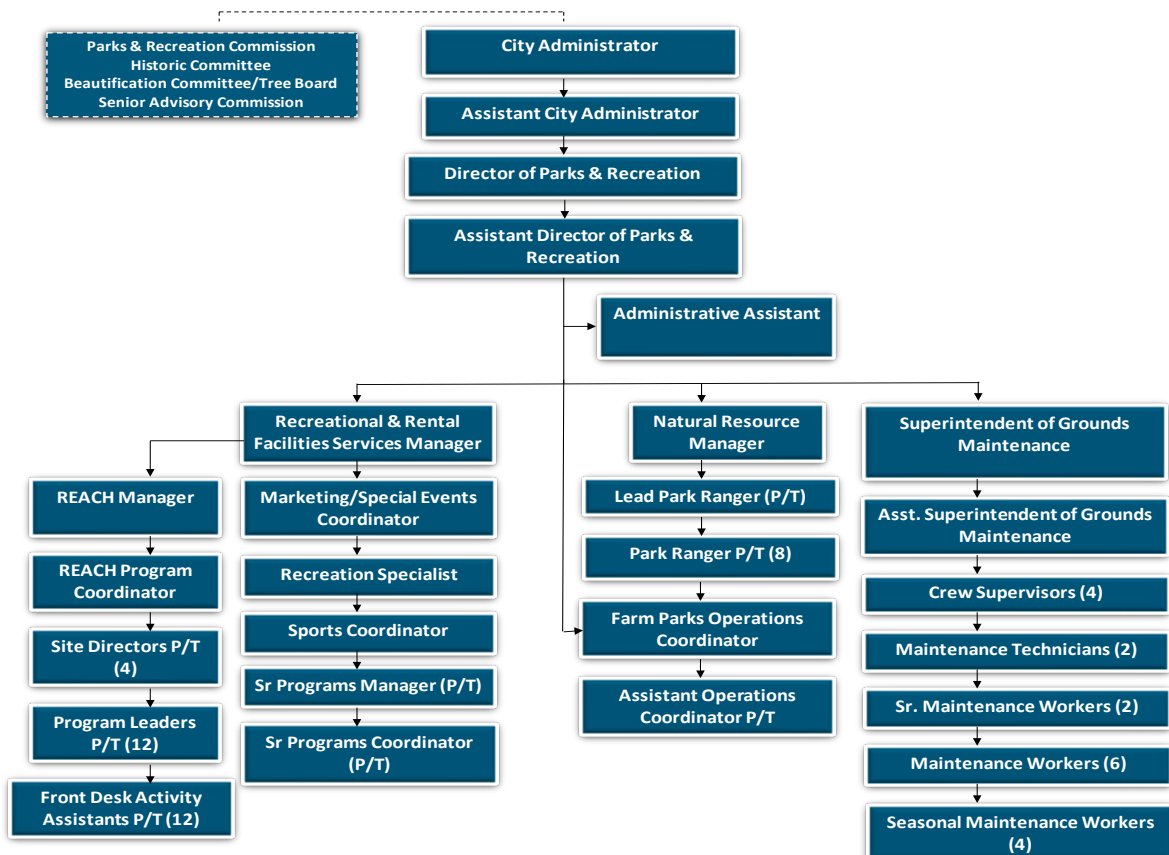 Parks & Recreation Commission
Historic Committee
Beautification Committee/Tree Board
Senior Advisory Commission
City Administrator
Assistant City Administrator
Director of Parks & Recreation
Assistant Director of Parks &
Recreation
Administrative Assistant
Recreational & Rental
Facilities Services Manager
REACH Manager
REACH Program
Coordinator
Site Directors P/T
(4)
Program Leaders
P/T (12)
Front Desk Activity
Assistants P/T (12)
Marketing/Special Events
Coordinator
Recreation Specialist
Sports Coordinator
Sr Programs Manager (P/T)
Sr Programs Coordinator
(P/T)
Natural Resource
Manager
Lead Park Ranger (P/T)
Park Ranger P/T (8)
Farm Parks Operations
Coordinator
Assistant Operations
Coordinator P/T
Superintendent of Grounds
Maintenance
Asst. Superintendent of Grounds
Maintenance
Crew Supervisors (4)
Maintenance Technicians (2)
Sr. Maintenance Workers (2)
Maintenance Workers (6)
Seasonal Maintenance Workers
(4)